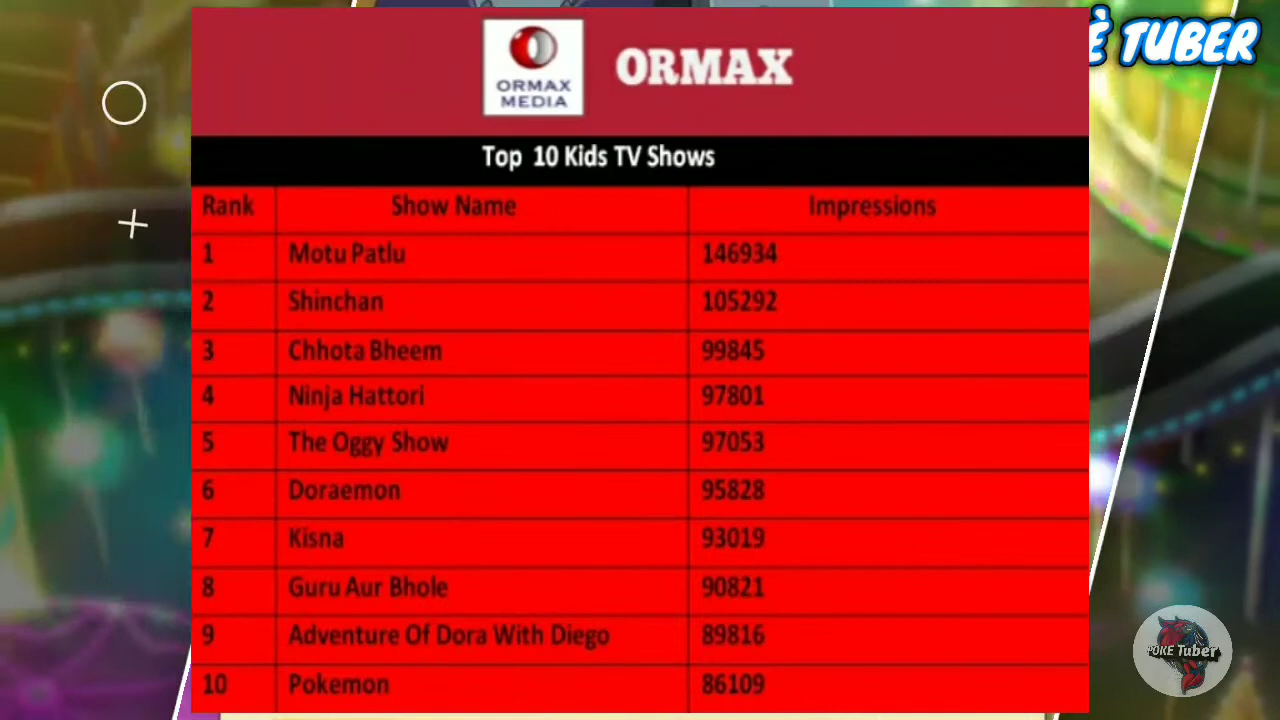 È TUBER
ORMAX
MEDIA
ORMAX
Top 10 Kids TV Shows
Rank Show Name Impressions
1 Motu Patlu 146934
2 Shinchan 105292
3 Chhota Bheem 99845
4 Ninja Hattori 97801
5 The Oggy Show 97053
6 Doraemon 95828
7 Kisna 93019
8 Guru Aur Bhole 90821
9 Adventure Of Dora With Diego 89816
10 Pokemon 86109
POKE Tuber